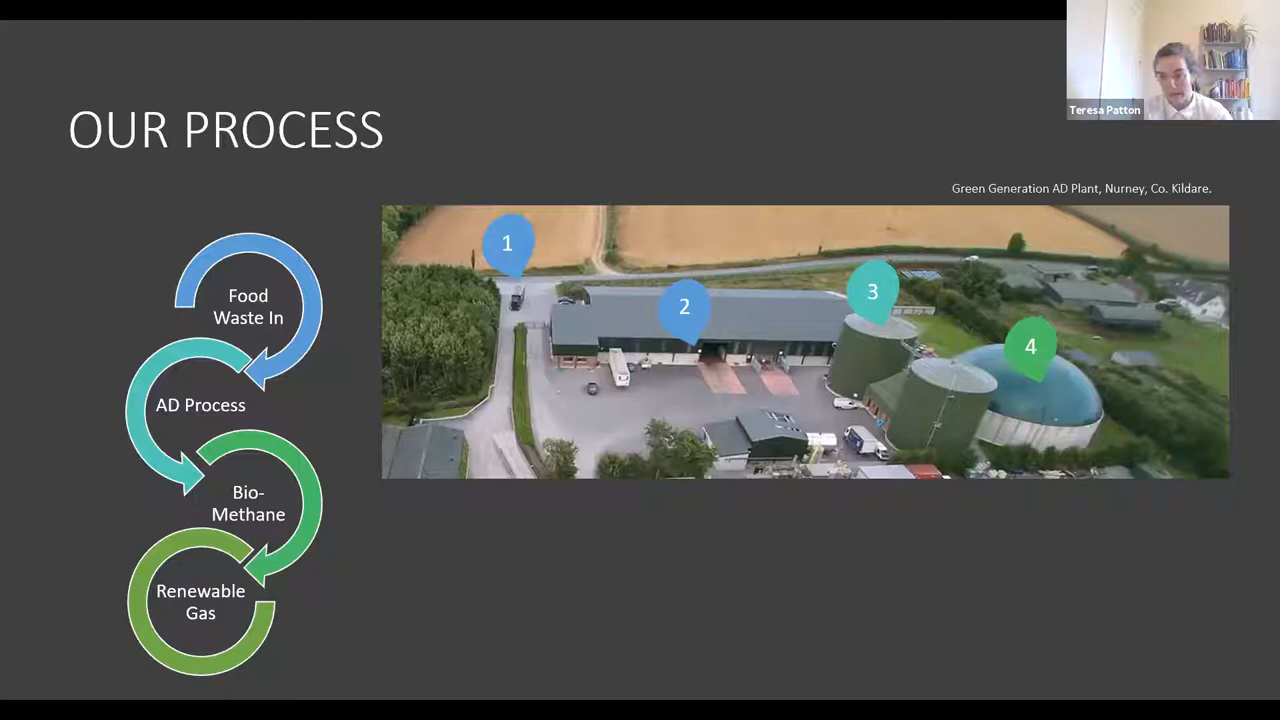 Teresa Patton
OUR PROCESS
Green Generation AD Plant, Nurney, Co. Kildare.
1
2
3
4
Food
Waste In
AD Process
Bio-
Methane
Renewable
Gas